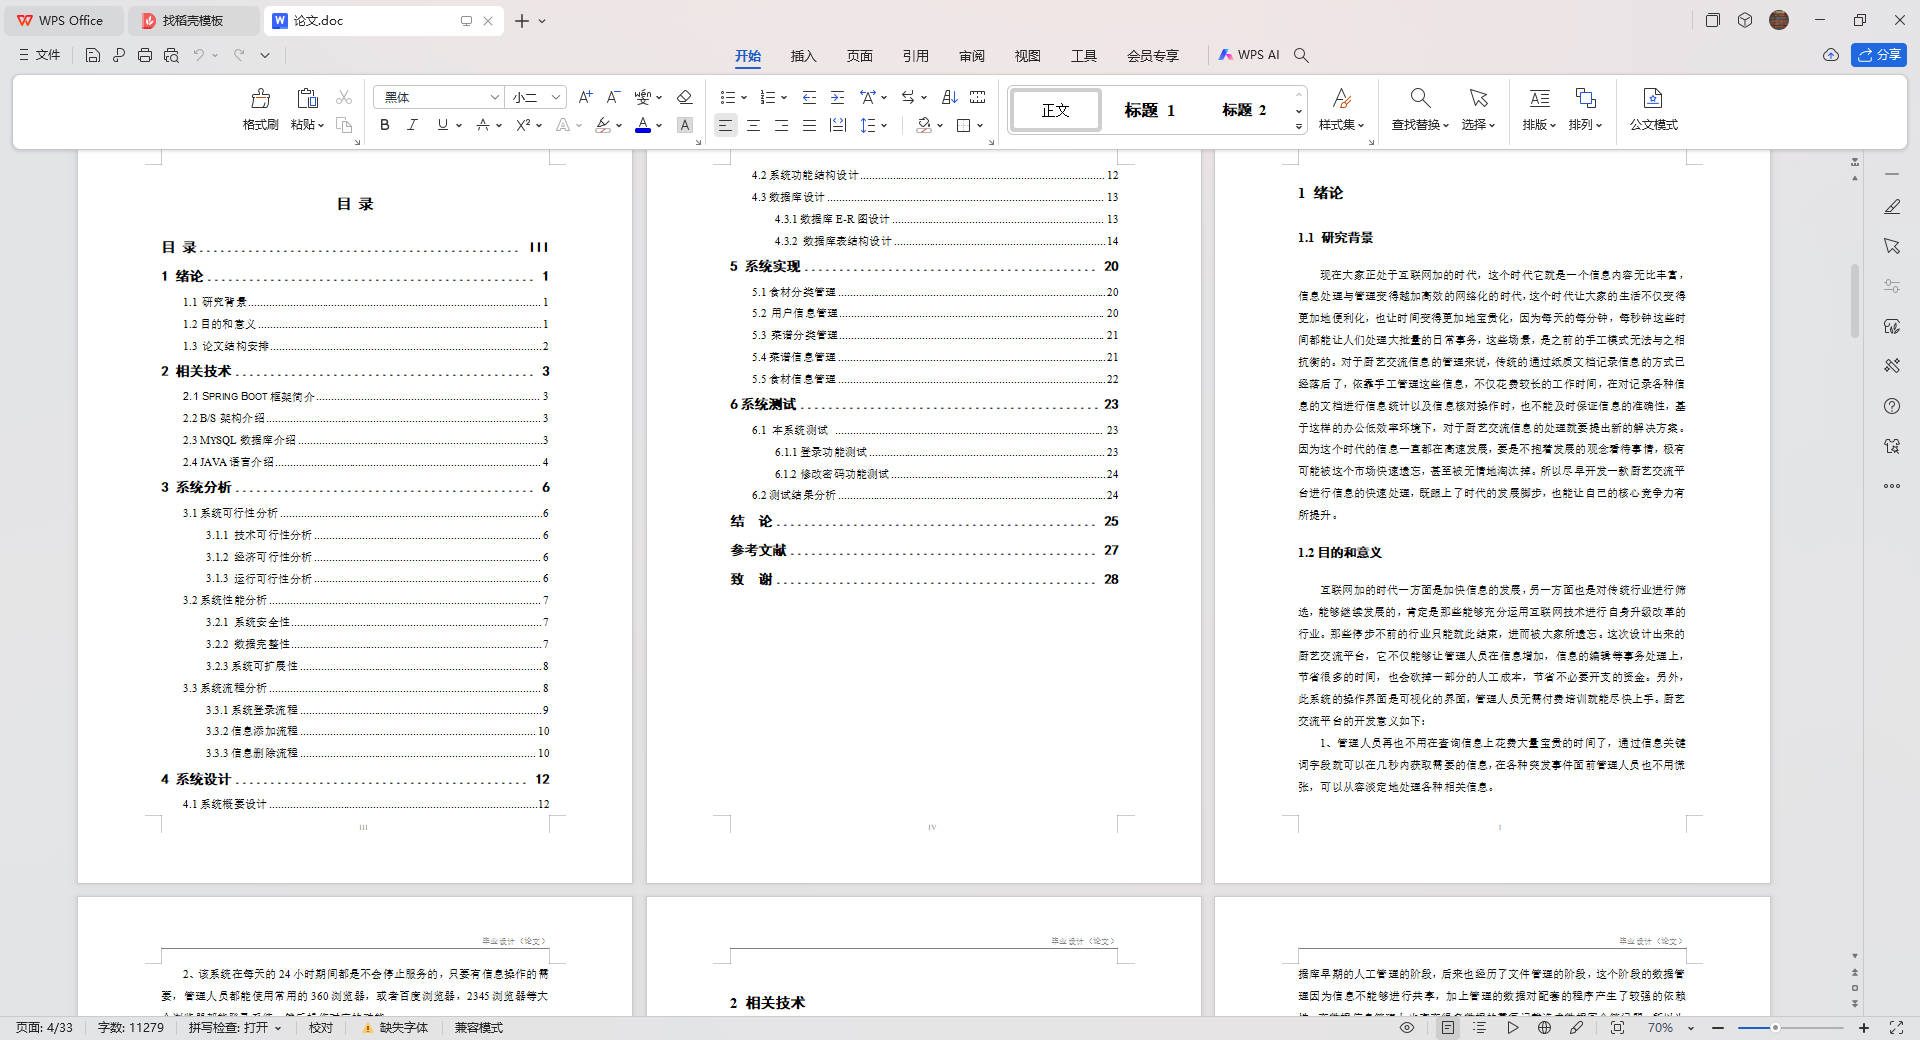 WPS Office
找稻壳模板
论文.doc
文件
开始
插入
页面
引用
审阅
视图
工具
会员专享
WPS AI
分享
格式刷
粘贴
黑体
小二
正文
标题 1
标题 2
样式集
查找替换
选择
排版
排列
公文模式
目 录
目 录 III
1 绪论 1
1.1 研究背景 1
1.2目的和意义 1
1.3 论文结构安排 2
2 相关技术 3
2.1 SPRING BOOT 框架简介 3
2.2 B/S 架构介绍 3
2.3 MYSQL 数据库介绍 3
2.4 JAVA 语言介绍 4
3 系统分析 6
3.1系统可行性分析 6
3.1.1 技术可行性分析 6
3.1.2 经济可行性分析 6
3.1.3 运行可行性分析 6
3.2系统性能分析 7
3.2.1 系统安全性 7
3.2.2 数据完整性 7
3.2.3系统可扩展性 8
3.3系统流程分析 8
3.3.1系统登录流程 9
3.3.2信息添加流程 10
3.3.3信息删除流程 10
4 系统设计 12
4.1系统概要设计 12
III
4.2系统功能结构设计 12
4.3数据库设计 13
4.3.1数据库 E-R 图设计 13
4.3.2 数据库表结构设计 14
5 系统实现 20
5.1食材分类管理 20
5.2 用户信息管理 20
5.3 菜谱分类管理 21
5.4菜谱信息管理 21
5.5食材信息管理 22
6系统测试 23
6.1 本系统测试 23
6.1.1登录功能测试 23
6.1.2 修改密码功能测试 24
6.2测试结果分析 24
结 论 25
参考文献 27
致 谢 28
IV
1 绪论
1.1 研究背景
现在大家正处于互联网加的时代，这个时代它就是一个信息内容无比丰富，
信息处理与管理变得越加高效的网络化的时代，这个时代让大家的生活不仅变得
更加地便利化，也让时间变得更加地宝贵化，因为每天的每分钟，每秒钟这些时
间都能让人们处理大批量的日常事务，这些场景，是之前的手工模式无法与之相
抗衡的。对于厨艺交流信息的管理来说，传统的通过纸质文档记录信息的方式已
经落后了，依靠手工管理这些信息，不仅花费较长的工作时间，在对记录各种信
息的文档进行信息统计以及信息核对操作时，也不能及时保证信息的准确性，基
于这样的办公低效率环境下，对于厨艺交流信息的处理就要提出新的解决方案。
因为这个时代的信息一直都在高速发展，要是不抱着发展的观念看待事情，极有
可能被这个市场快速遗忘，甚至被无情地淘汰掉。所以尽早开发一款厨艺交流平
台进行信息的快速处理，既跟上了时代的发展脚步，也能让自己的核心竞争力有
所提升。
1.2目的和意义
互联网加的时代一方面是加快信息的发展，另一方面也是对传统行业进行筛
选，能够继续发展的，肯定是那些能够充分运用互联网技术进行自身升级改革的
行业。那些停步不前的行业只能就此结束，进而被大家所遗忘。这次设计出来的
厨艺交流平台，它不仅能够让管理人员在信息增加，信息的编辑等事务处理上，
节省很多的时间，也会砍掉一部分的人工成本，节省不必要开支的资金。另外，
此系统的操作界面是可视化的界面，管理人员无需付费培训就能尽快上手。厨艺
交流平台的开发意义如下：
1、管理人员再也不用在查询信息上花费大量宝贵的时间了，通过信息关键
词字段就可以在几秒内获取需要的信息，在各种突发事件面前管理人员也不用慌
张，可以从容淡定地处理各种相关信息。
毕业设计（论文）
2、该系统在每天的 24 小时期间都是不会停止服务的，只要有信息操作的需
要，管理人员都能使用常用的 360 浏览器，或者百度浏览器，2345 浏览器等大
毕业设计（论文）
2 相关技术
毕业设计（论文）
据库早期的人工管理的阶段，后来也经历了文件管理的阶段，这个阶段的数据管
理因为信息不能够进行共享，加上管理的数据对配套的程序产生了较强的依赖
页面: 4/33
字数: 11279
拼写检查: 打开
校对
缺失字体
兼容模式
70%